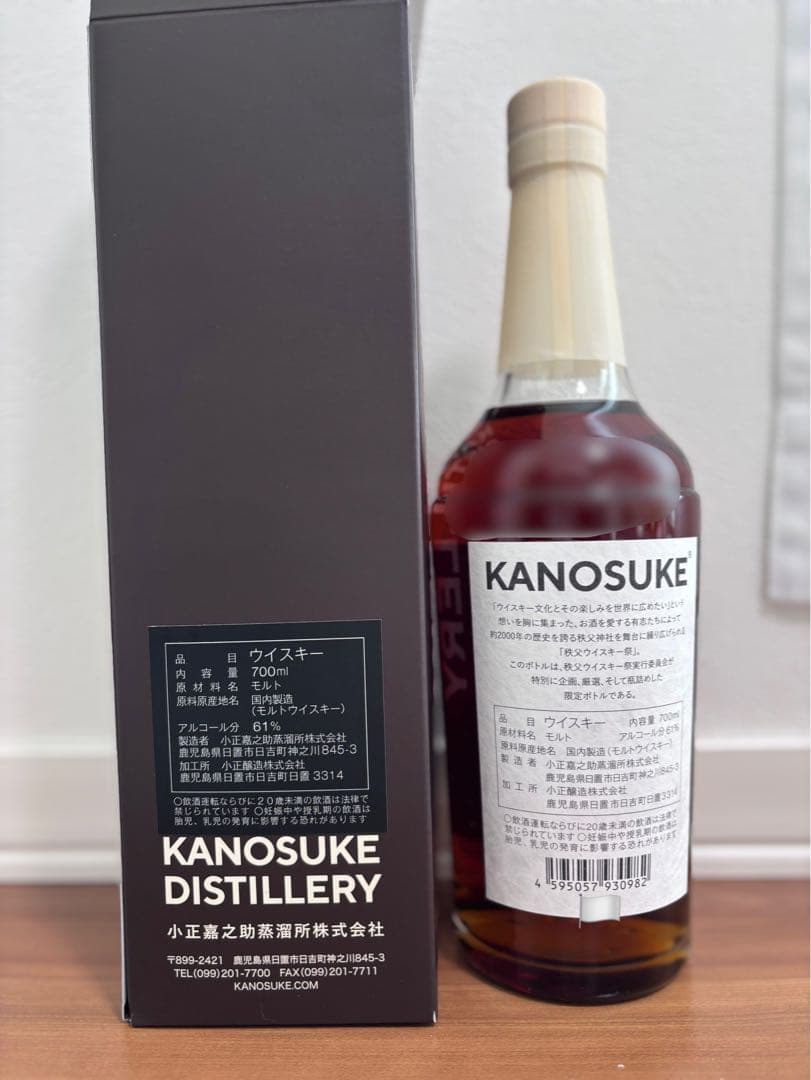 品目 ウイスキー
内容量 700ml
原材料名 モルト
原料原産地名 国内製造
(モルトウイスキー)
アルコール分 61%
製造者 小正嘉之助蒸溜所株式会社
鹿児島県日置市日吉町神之川845-3
加工所 小正醸造株式会社
鹿児島県日置市日吉町日置 3314
○飲酒運転ならびに20歳未満の飲酒は法律で
禁じられています ○妊娠中や授乳期の飲酒は
胎児、乳児の発育に影響する恐れがあります
KANOSUKE
DISTILLERY
小正嘉之助蒸溜所株式会社
〒899-2421 鹿児島県日置市日吉町神之川845-3
TEL(099)201-7700 FAX(099)201-7711
KANOSUKE.COM
KANOSUKE®
「ウイスキー文化とその楽しみを世界に広めたい」という
想いを胸に集まった、お酒を愛する有志たちによって
約2000年の歴史を誇る秩父神社を舞台に繰り広げられる
「秩父ウイスキー祭」。
このボトルは、秩父ウイスキー祭実行委員会が
特別に企画、厳選、そして瓶詰めした
限定ボトルである。
品目 ウイスキー 内容量 700ml
原材料名 モルト アルコール分 61%
原料原産地名 国内製造(モルトウイスキー)
製造者 小正嘉之助蒸溜所株式会社
鹿児島県日置市日吉町神之川845-3
加工所 小正醸造株式会社
鹿児島県日置市日吉町日置3314
○飲酒運転ならびに20歳未満の飲酒は法律で
禁じられています ○妊娠中や授乳期の飲酒は
胎児、乳児の発育に影響する恐れがあります
4 595057 930982
LERY